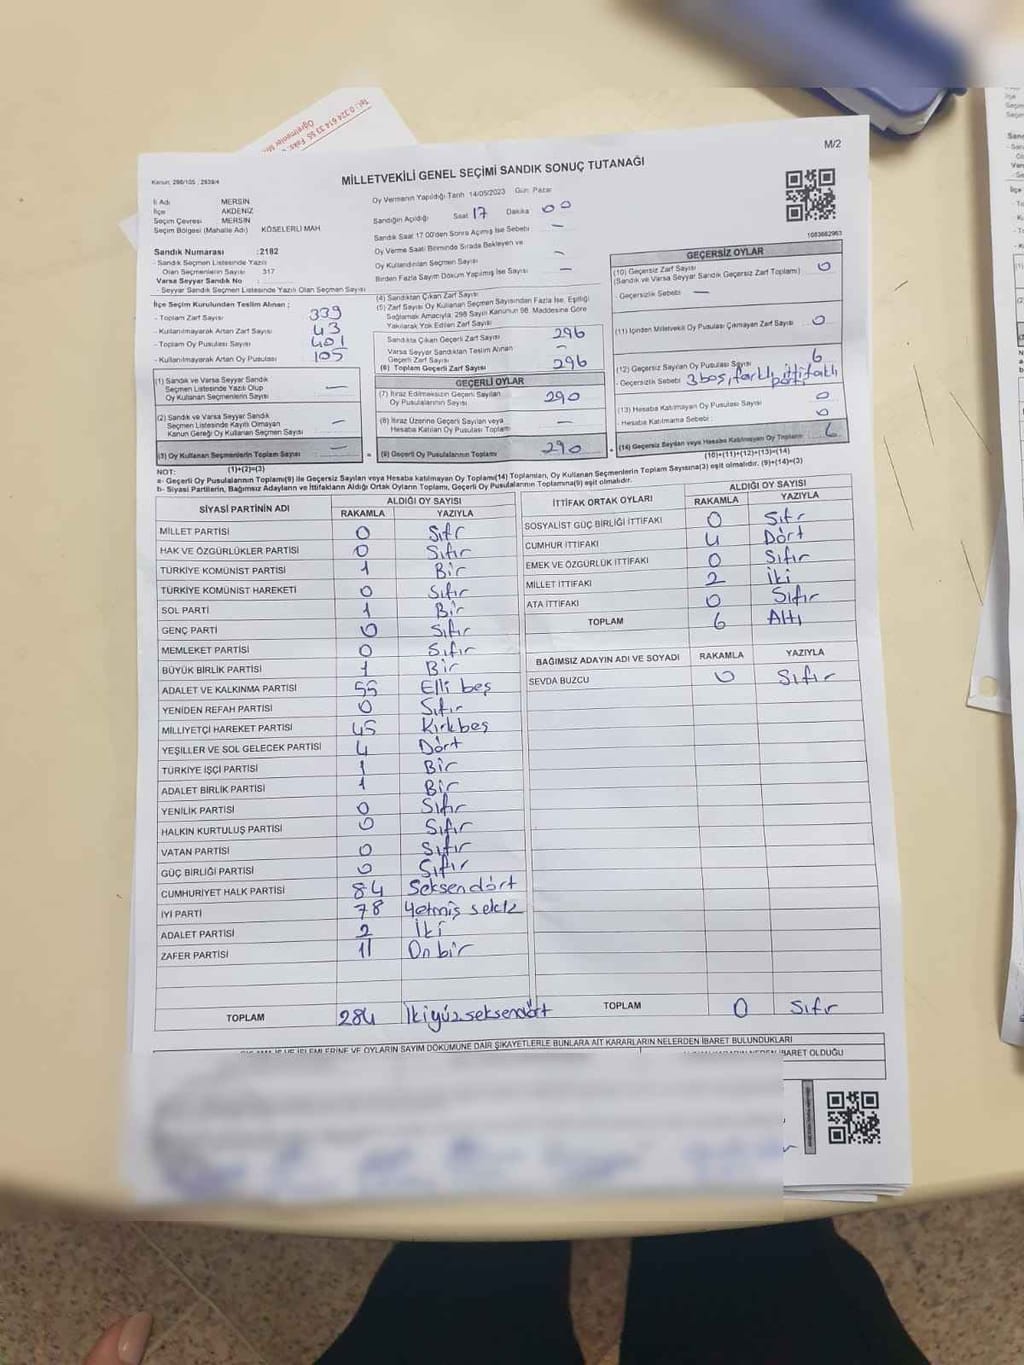 Tel: 0.324 614 33 55 Faks:
Öğretmenler M
M/2
MİLLETVEKİLİ GENEL SEÇİMİ SANDIK SONUÇ TUTANAĞI
Kanun: 298/105 , 2839/4
İl Adı MERSİN
İlçe AKDENİZ
Seçim Çevresi MERSİN
Seçim Bölgesi (Mahalle Adı) KÖSELERLİ MAH
Sandık Numarası :2182
- Sandık Seçmen Listesinde Yazılı
Olan Seçmenlerin Sayısı 317
Varsa Seyyar Sandık No :
- Seyyar Sandık Seçmen Listesinde Yazılı Olan Seçmen Sayısı
İlçe Seçim Kurulundan Teslim Alınan ;
- Toplam Zarf Sayısı 339
- Kullanılmayarak Artan Zarf Sayısı 43
- Toplam Oy Pusulası Sayısı 401
- Kullanılmayarak Artan Oy Pusulası 105
(1) Sandık ve Varsa Seyyar Sandık
Seçmen Listesinde Yazılı Olup
Oy Kullanan Seçmenlerin Sayısı —
(2) Sandık ve Varsa Seyyar Sandık
Seçmen Listesinde Kayıtlı Olmayan
Kanun Gereği Oy Kullanan Seçmen Sayısı —
(3) Oy Kullanan Seçmenlerin Toplam Sayısı —
(1)+(2)=(3)
Oy Vermenin Yapıldığı Tarih 14/05/2023 Gün: Pazar
Sandığın Açıldığı Saat 17 Dakika 00
Sandık Saat 17.00'den Sonra Açmış İse Sebebi —
Oy Verme Saati Bitiminde Sırada Bekleyen ve
Oy Kullandırılan Seçmen Sayısı —
Birden Fazla Sayım Döküm Yapılmış İse Sayısı —
(4) Sandıktan Çıkan Zarf Sayısı
(5) Zarf Sayısı Oy Kullanan Seçmen Sayısından Fazla İse, Eşitliği
Sağlamak Amacıyla, 298 Sayılı Kanunun 98. Maddesine Göre
Yakılarak Yok Edilen Zarf Sayısı
Sandıkta Çıkan Geçerli Zarf Sayısı 296
Varsa Seyyar Sandıktan Teslim Alınan
Geçerli Zarf Sayısı —
(6) Toplam Geçerli Zarf Sayısı 296
GEÇERLİ OYLAR
(7) İtiraz Edilmeksizin Geçerli Sayılan
Oy Pusulalarının Sayısı 290
(8) İtiraz Üzerine Geçerli Sayılan veya
Hesaba Katılan Oy Pusulası Toplamı —
(9) Geçerli Oy Pusulalarının Toplamı 290
1083682963
GEÇERSİZ OYLAR
(10) Geçersiz Zarf Sayısı 0
(Sandık ve Varsa Seyyar Sandık Geçersiz Zarf Toplamı)
- Geçersizlik Sebebi —
(11) İçinden Milletvekili Oy Pusulası Çıkmayan Zarf Sayısı 0
(12) Geçersiz Sayılan Oy Pusulası Sayısı 6
- Geçersizlik Sebebi 3 boş, farklı ittifaklı
(13) Hesaba Katılmayan Oy Pusulası Sayısı 0
- Hesaba Katmama Sebebi : 0
(14) Geçersiz Sayılan veya Hesaba Katılmayan Oy Toplamı 6
(10)+(11)+(12)+(13)=(14)
NOT:
a- Geçerli Oy Pusulalarının Toplamı(9) ile Geçersiz Sayılan veya Hesaba katılmayan Oy Toplamı(14) Toplamları, Oy Kullanan Seçmenlerin Toplam Sayısına(3) eşit olmalıdır. (9)+(14)=(3)
b- Siyasi Partilerin, Bağımsız Adayların ve İttifakların Aldığı Ortak Oyların Toplamı, Geçerli Oy Pusulalarının Toplamına(9) eşit olmalıdır.
SİYASİ PARTİNİN ADI ALDIĞI OY SAYISI
RAKAMLA YAZIYLA
MİLLET PARTİSİ 0 Sıfır
HAK VE ÖZGÜRLÜKLER PARTİSİ 0 Sıfır
TÜRKİYE KOMÜNİST PARTİSİ 1 Bir
TÜRKİYE KOMÜNİST HAREKETİ 0 Sıfır
SOL PARTİ 1 Bir
GENÇ PARTİ 0 Sıfır
MEMLEKET PARTİSİ 0 Sıfır
BÜYÜK BİRLİK PARTİSİ 1 Bir
ADALET VE KALKINMA PARTİSİ 55 Elli beş
YENİDEN REFAH PARTİSİ 0 Sıfır
MİLLİYETÇİ HAREKET PARTİSİ 45 Kırkbeş
YEŞİLLER VE SOL GELECEK PARTİSİ 4 Dört
TÜRKİYE İŞÇİ PARTİSİ 1 Bir
ADALET BİRLİK PARTİSİ 1 Bir
YENİLİK PARTİSİ 0 Sıfır
HALKIN KURTULUŞ PARTİSİ 0 Sıfır
VATAN PARTİSİ 0 Sıfır
GÜÇ BİRLİĞİ PARTİSİ 0 Sıfır
CUMHURİYET HALK PARTİSİ 84 Seksendört
İYİ PARTİ 78 Yetmiş sekiz
ADALET PARTİSİ 2 İki
ZAFER PARTİSİ 11 On bir
TOPLAM 284 İkiyüzseksendört
İTTİFAK ORTAK OYLARI ALDIĞI OY SAYISI
RAKAMLA YAZIYLA
SOSYALİST GÜÇ BİRLİĞİ İTTİFAKI 0 Sıfır
CUMHUR İTTİFAKI 4 Dört
EMEK VE ÖZGÜRLÜK İTTİFAKI 0 Sıfır
MİLLET İTTİFAKI 2 İki
ATA İTTİFAKI 0 Sıfır
TOPLAM 6 Altı
BAĞIMSIZ ADAYIN ADI VE SOYADI RAKAMLA YAZIYLA
SEVDA BUZCU 0 Sıfır
TOPLAM 0 Sıfır
İŞLEMLERİNE VE OYLARIN SAYIM DÖKÜMÜNE DAİR ŞİKAYETLERLE BUNLARA AİT KARARLARIN NELERDEN İBARET BULUNDUKLARI
İBARET OLDUĞU